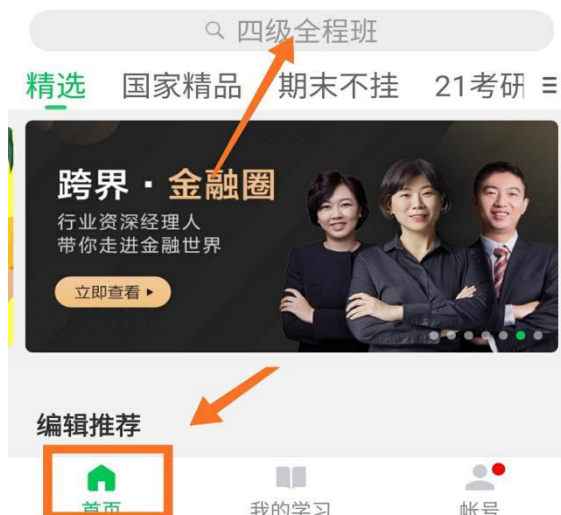 四级全程班
精选 国家精品 期末不挂 21考研
跨界·金融圈
行业资深经理人
带你走进金融世界
立即查看
编辑推荐
首页 我的学习 帐号